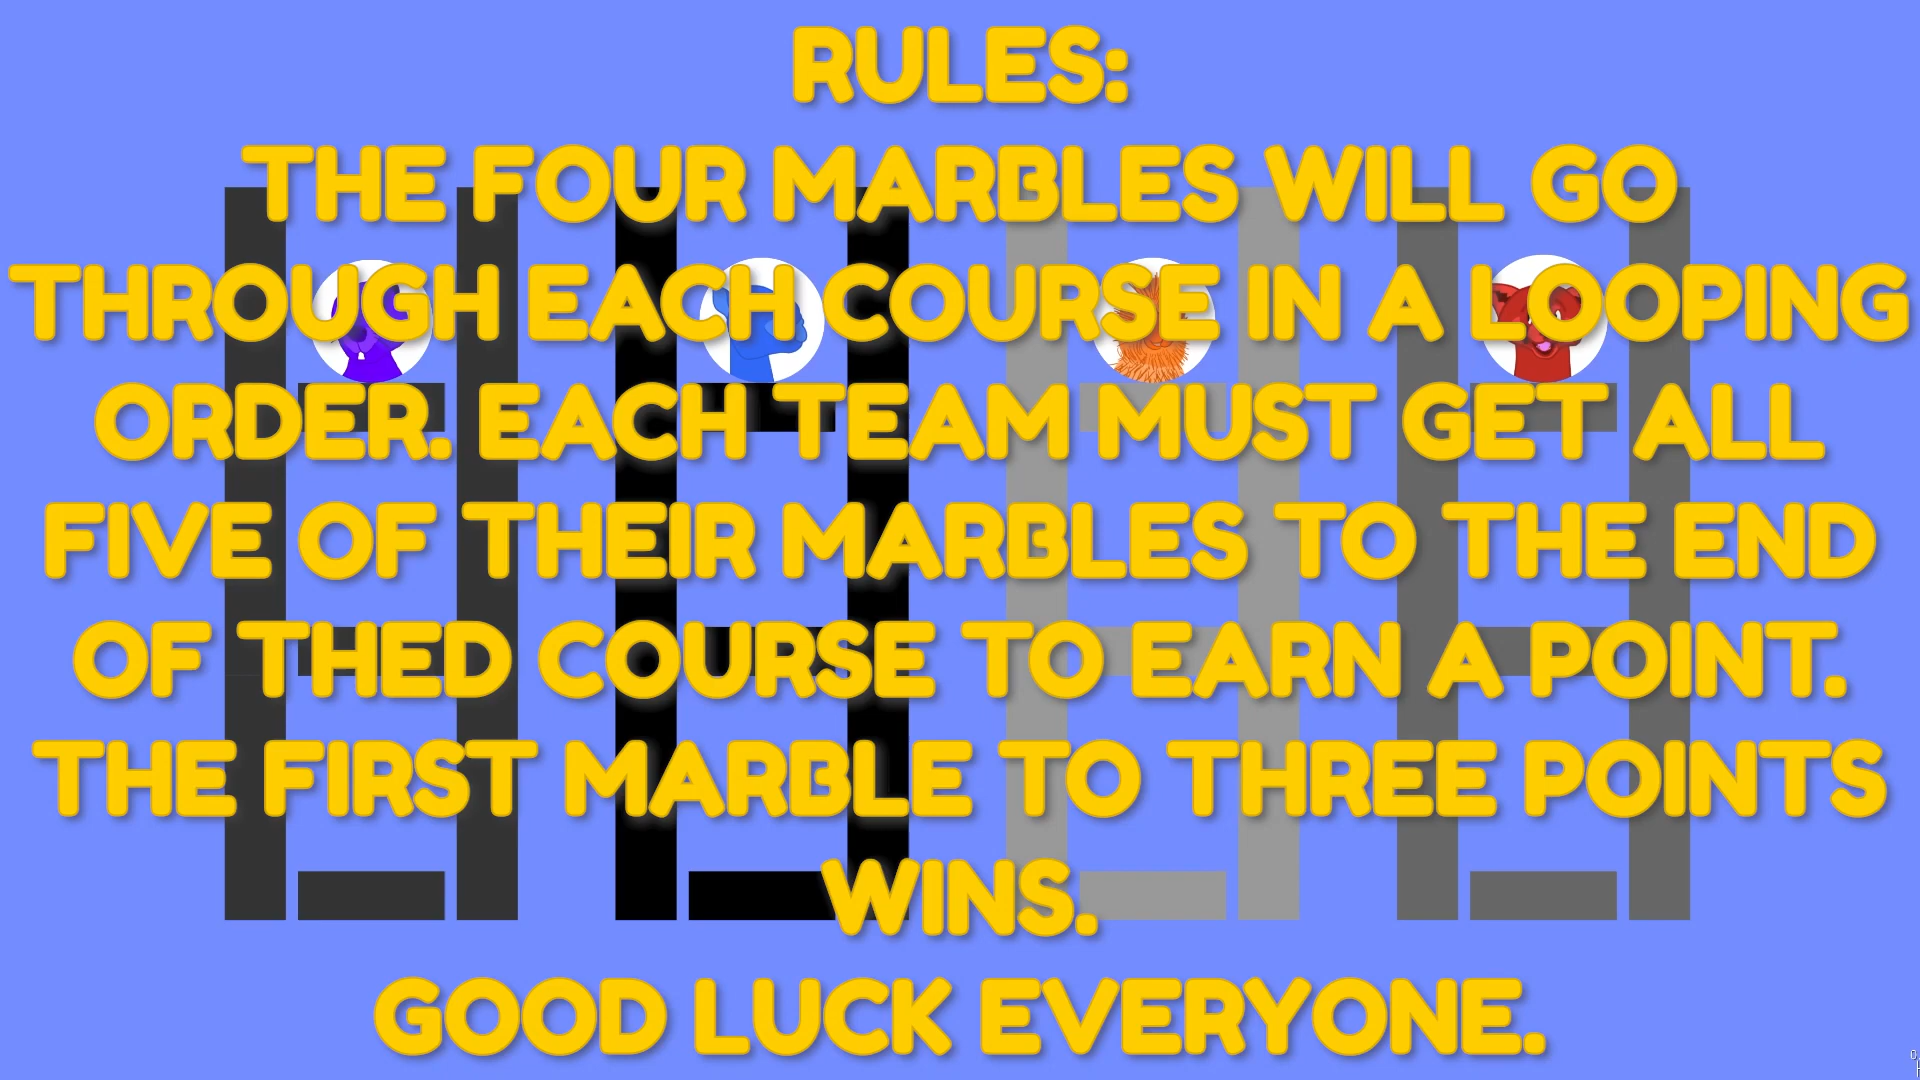 RULES:
THE FOUR MARBLES WILL GO
THROUGH EACH COURSE IN A LOOPING
ORDER. EACH TEAM MUST GET ALL
FIVE OF THEIR MARBLES TO THE END
OF THED COURSE TO EARN A POINT.
THE FIRST MARBLE TO THREE POINTS
WINS.
GOOD LUCK EVERYONE.